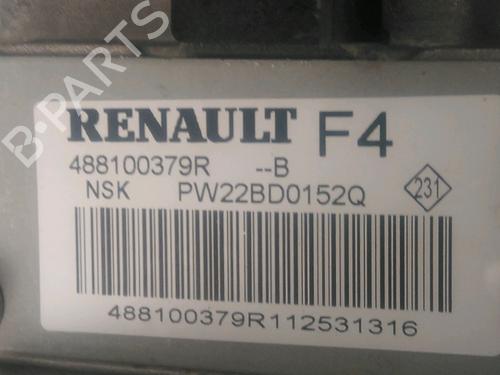 B-PARTS
RENAULT F4
488100379R --B
NSK PW22BD0152Q
231
488100379R112531316